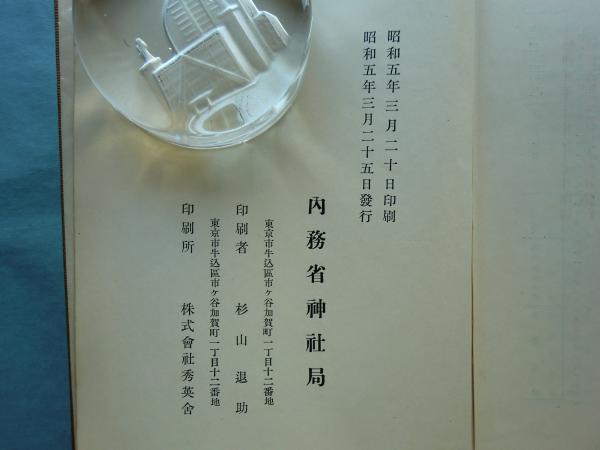 昭和五年三月二十日印刷
昭和五年三月二十五日發行
內務省神社局
東京市牛込區市ヶ谷加賀町一丁目十二番地
印刷者　杉山退助
東京市牛込區市ヶ谷加賀町一丁目十二番地
印刷所　株式會社秀英舍